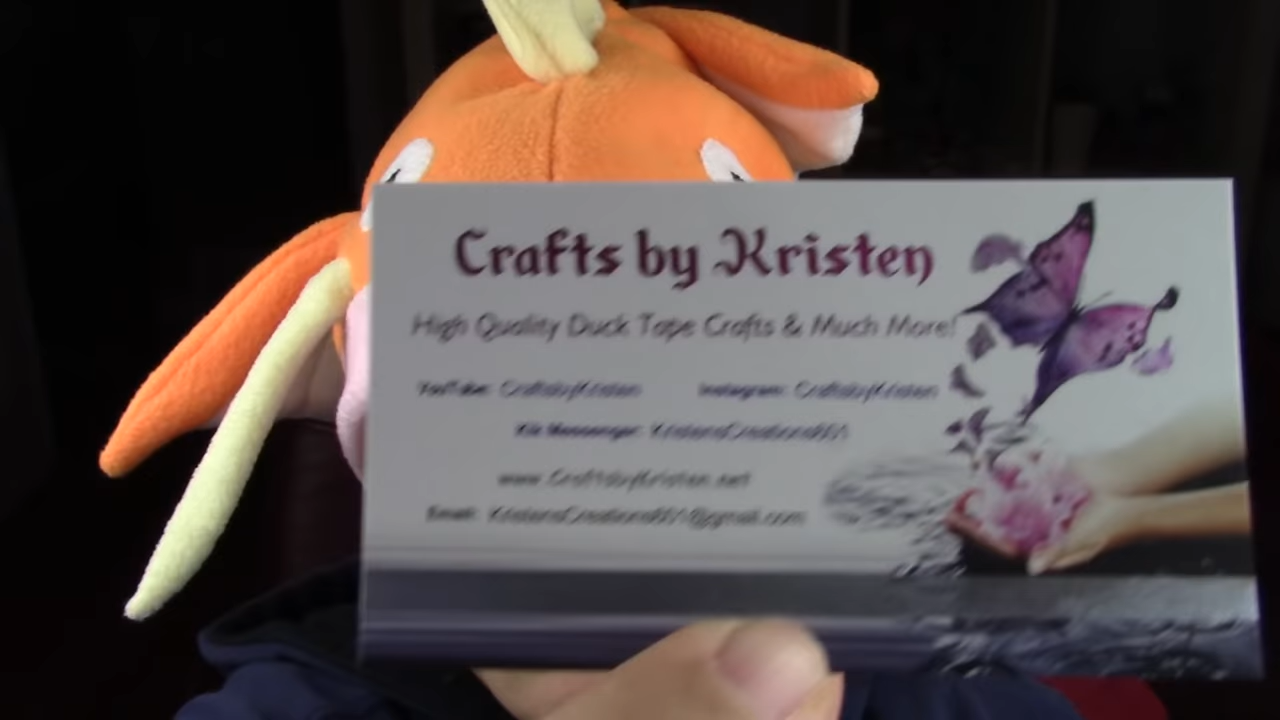 Crafts by Kristen
High Quality Duck Tape Crafts & Much More!
YouTube: CraftsbyKristen Instagram: CraftsbyKristen
Kik Messenger: KristensCreations601
www.CraftsbyKristen.net
Email: KristensCreations601@gmail.com